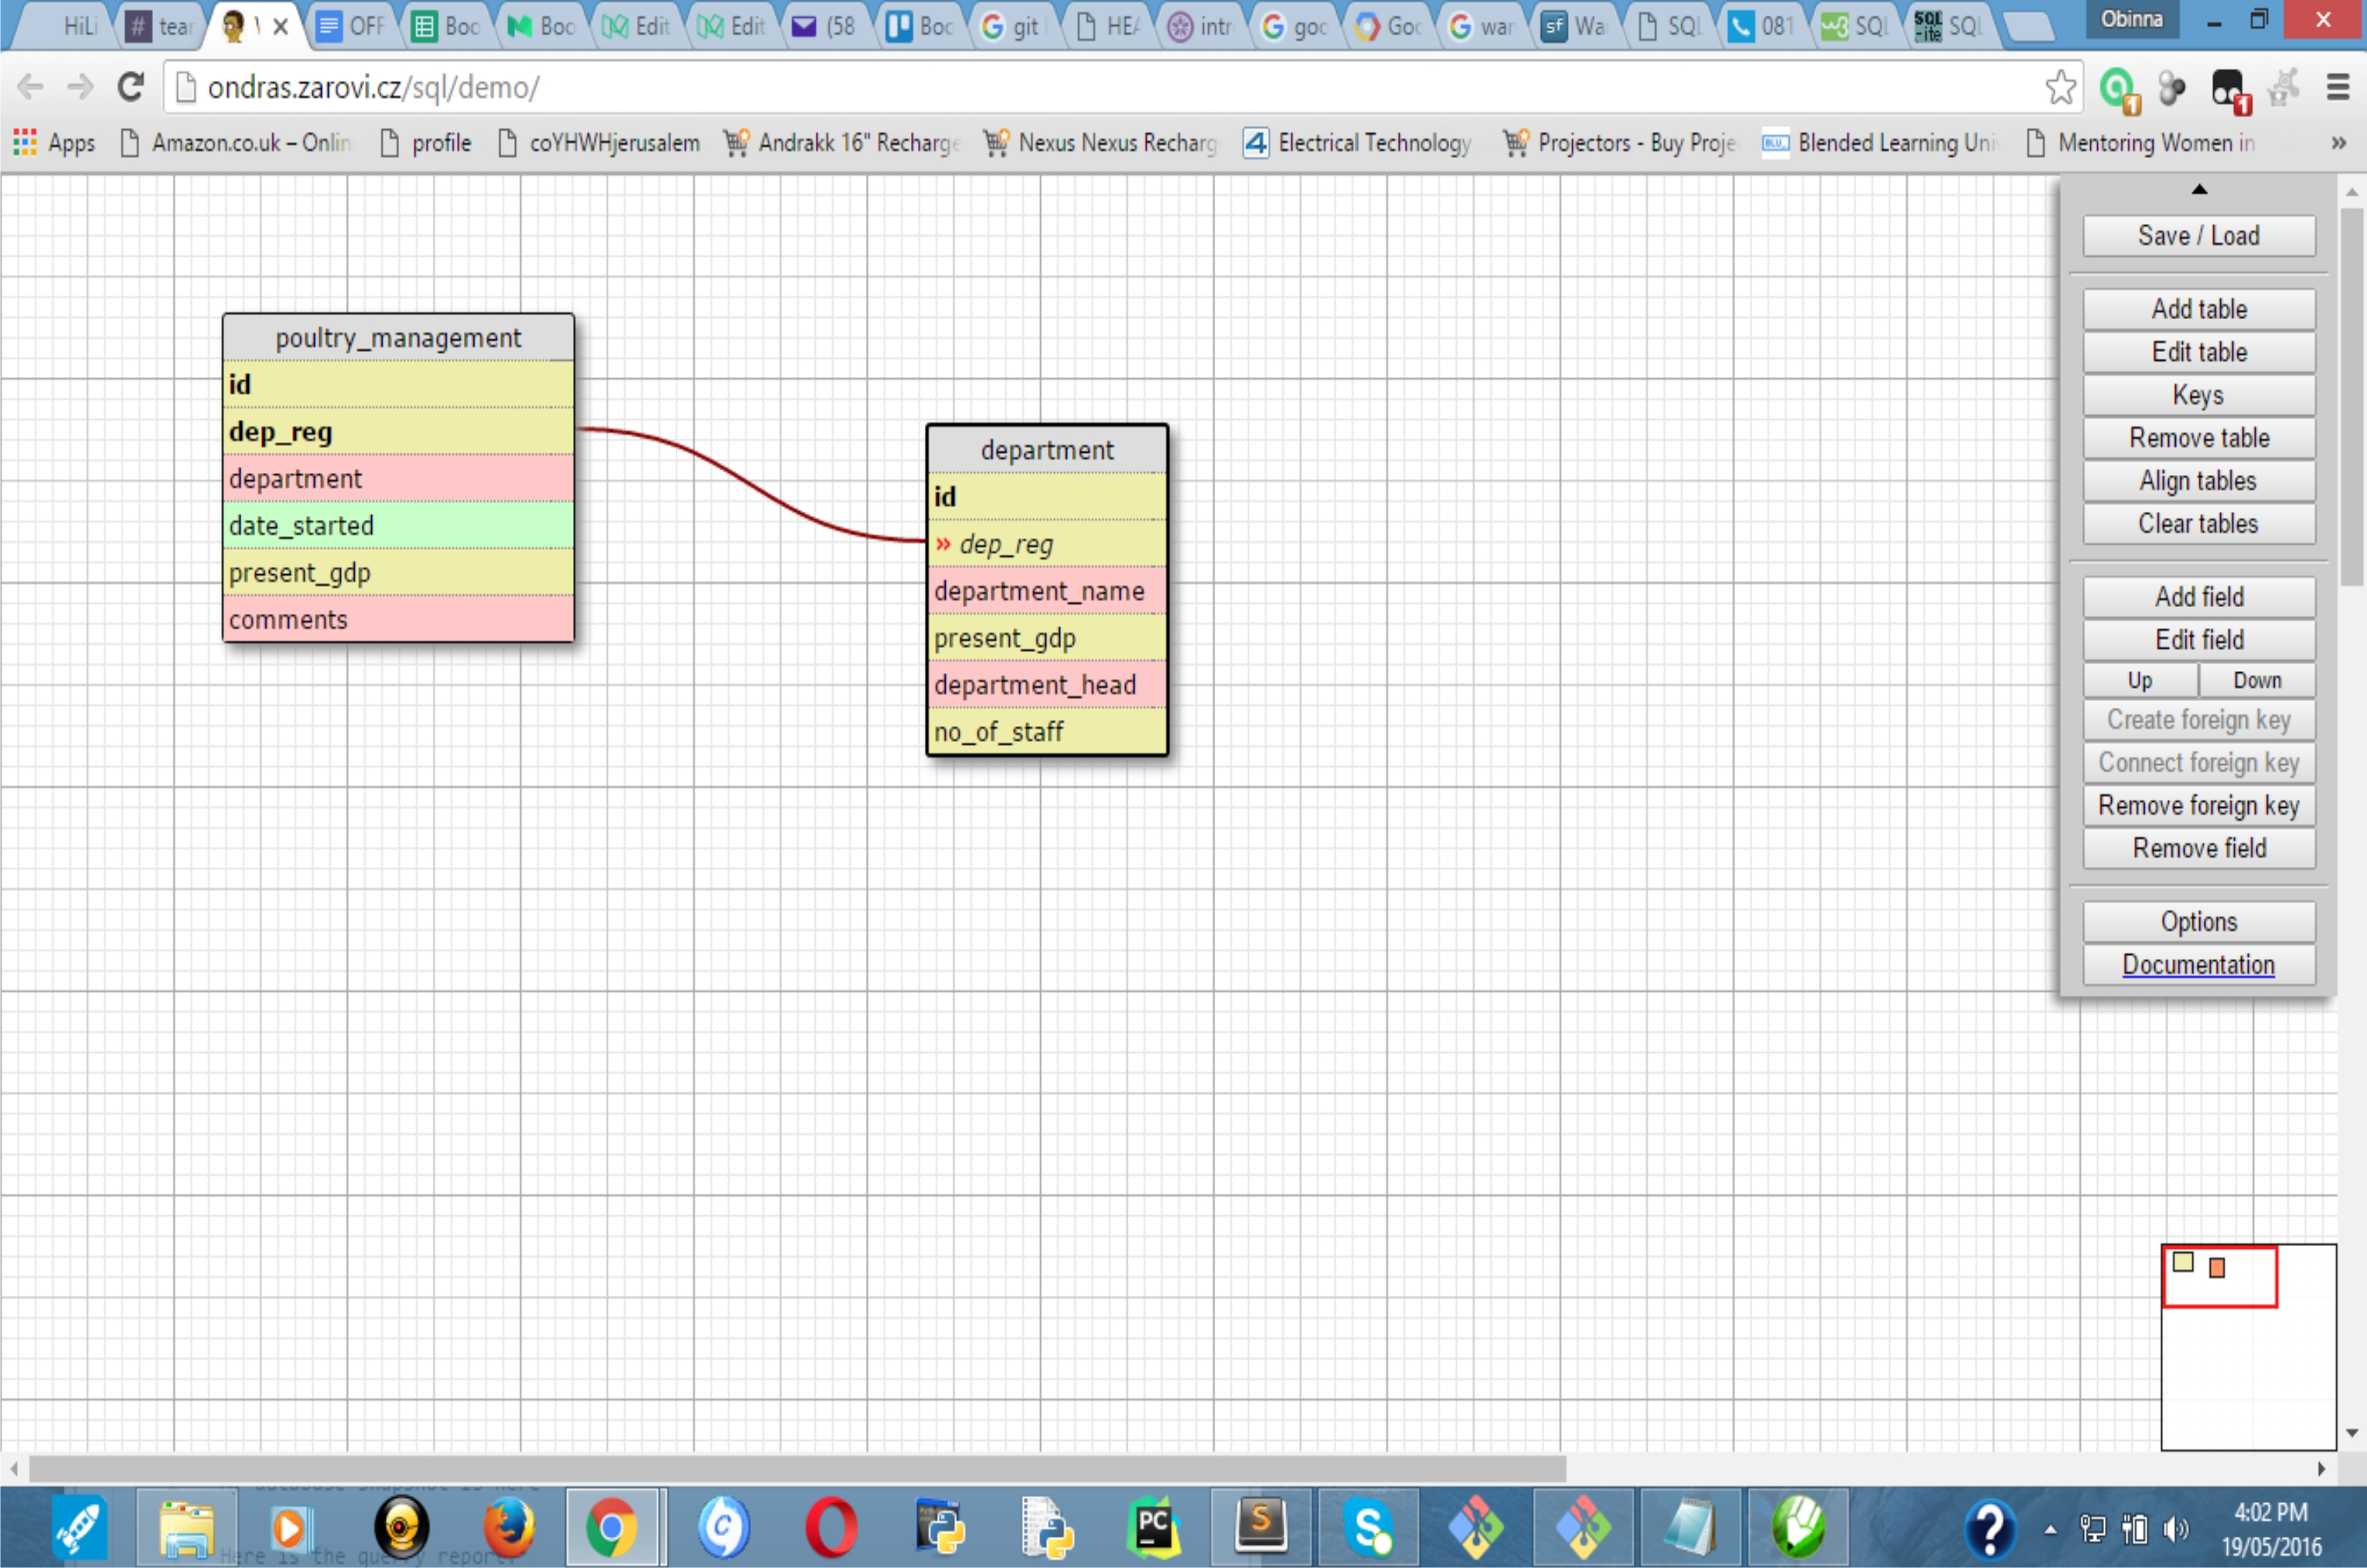 HiLi # tear \ OFF Boo Boo Edit Edit (58 Boo git HEA intr goo Goo war Wa SQL 081 SQL SQL Obinna
ondras.zarovi.cz/sql/demo/
Apps Amazon.co.uk – Onlin profile coYHWHjerusalem Andrakk 16" Recharge Nexus Nexus Recharg Electrical Technology Projectors - Buy Proje Blended Learning Uni Mentoring Women in »
poultry_management
id
dep_reg
department
date_started
present_gdp
comments
department
id
» dep_reg
department_name
present_gdp
department_head
no_of_staff
Save / Load
Add table
Edit table
Keys
Remove table
Align tables
Clear tables
Add field
Edit field
Up Down
Create foreign key
Connect foreign key
Remove foreign key
Remove field
Options
Documentation
Here is the query report
4:02 PM
19/05/2016